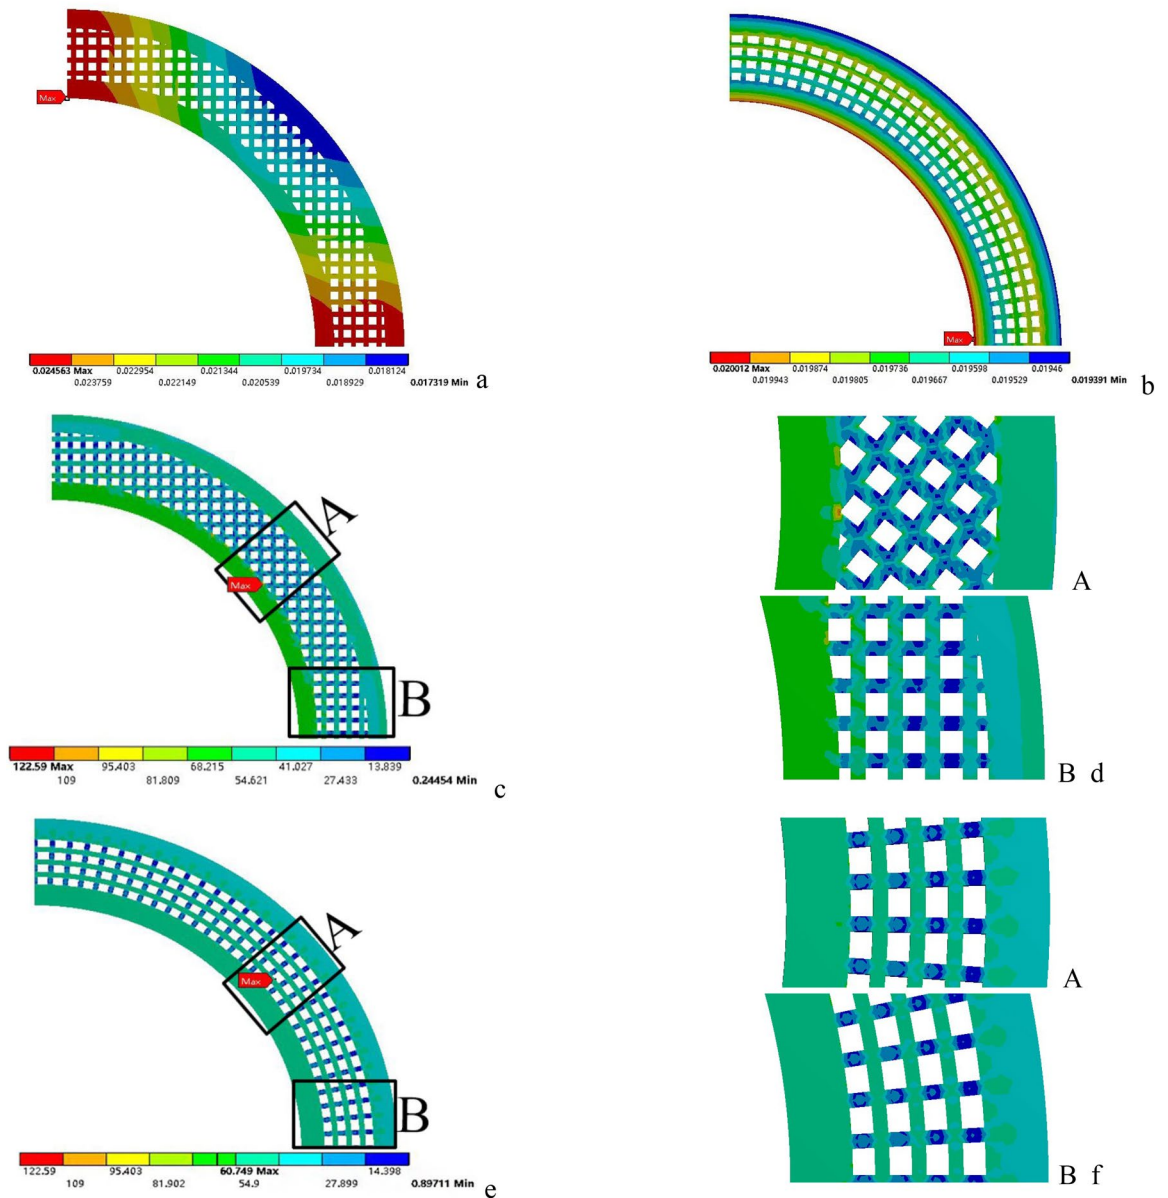 Max
0.024563 Max 0.022954 0.021344 0.019734 0.018124
0.023759 0.022149 0.020539 0.018929 0.017319 Min
a
Max
0.020012 Max 0.019874 0.019736 0.019598 0.01946
0.019943 0.019805 0.019667 0.019529 0.019391 Min
b
A
Max
B
122.59 Max 95.403 68.215 41.027 13.839
109 81.809 54.621 27.433 0.24454 Min
c
A
B d
A
Max
B
122.59 95.403 60.749 Max 14.398
109 81.902 54.9 27.899 0.89711 Min
e
A
B f